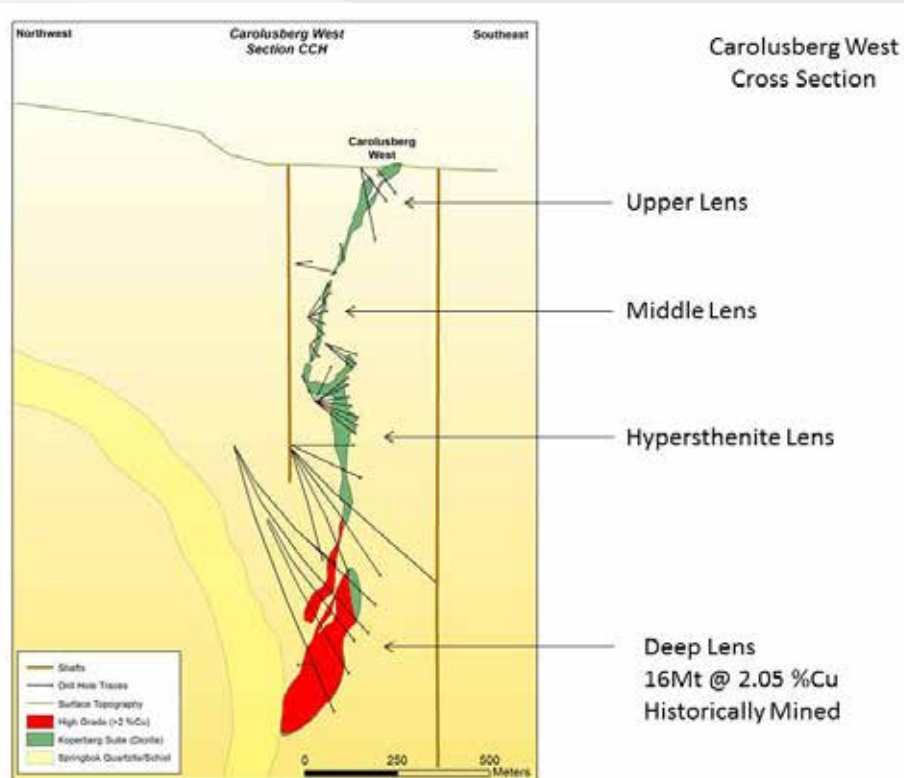 Northwest
Carolusberg West
Section CCH
Southeast
Carolusberg West
Cross Section
Carolusberg
West
Upper Lens
Middle Lens
Hypersthenite Lens
Deep Lens
16Mt @ 2.05 %Cu
Historically Mined
Shafts
Drill Hole Traces
Surface Topography
High Grade (>2 %Cu)
Koperberg Suite (Diorite)
Springbok Quartzite/Schist
0 250 500
Meters